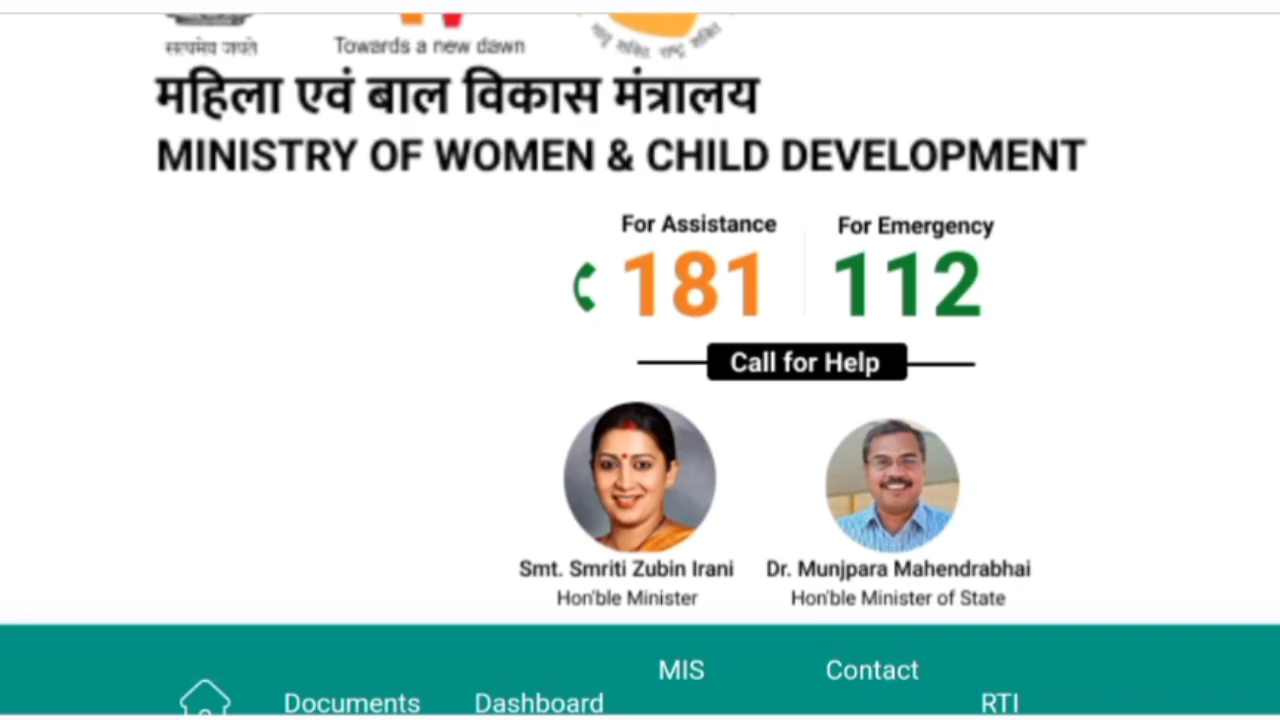 सत्यमेव जयते
Towards a new dawn
महिला एवं बाल विकास मंत्रालय
MINISTRY OF WOMEN & CHILD DEVELOPMENT
For Assistance For Emergency
181 112
Call for Help
Smt. Smriti Zubin Irani Dr. Munjpara Mahendrabhai
Hon'ble Minister Hon'ble Minister of State
MIS Contact
Documents Dashboard RTI